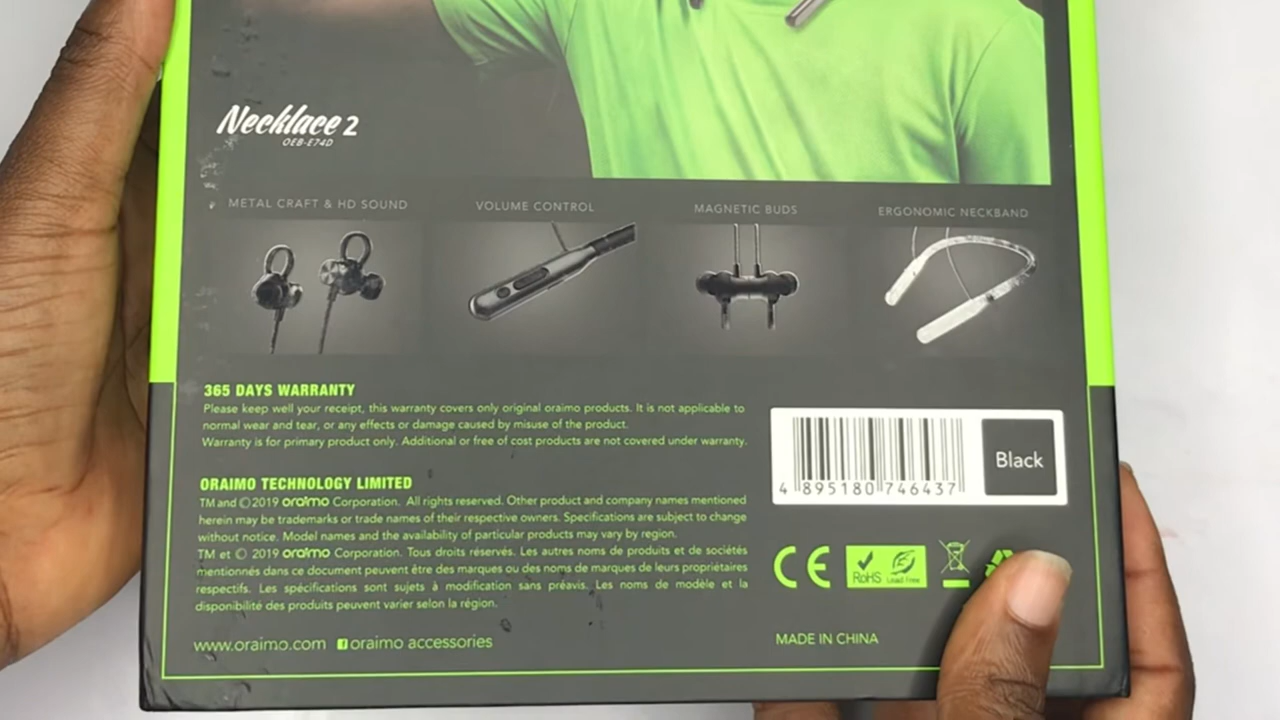 Necklace 2
OEB-E74D
METAL CRAFT & HD SOUND
VOLUME CONTROL
MAGNETIC BUDS
ERGONOMIC NECKBAND
365 DAYS WARRANTY
Please keep well your receipt, this warranty covers only original oraimo products. It is not applicable to
normal wear and tear, or any effects or damage caused by misuse of the product.
Warranty is for primary product only. Additional or free of cost products are not covered under warranty.
ORAIMO TECHNOLOGY LIMITED
TM and © 2019 oraimo Corporation. All rights reserved. Other product and company names mentioned
herein may be trademarks or trade names of their respective owners. Specifications are subject to change
without notice. Model names and the availability of particular products may vary by region.
TM et © 2019 oraimo Corporation. Tous droits réservés. Les autres noms de produits et de sociétés
mentionnés dans ce document peuvent être des marques ou des noms de marques de leurs propriétaires
respectifs. Les spécifications sont sujets à modification sans préavis. Les noms de modèle et la
disponibilité des produits peuvent varier selon la région.
www.oraimo.com f oraimo accessories
4 895180 746437
Black
CE
RoHS Lead Free
MADE IN CHINA